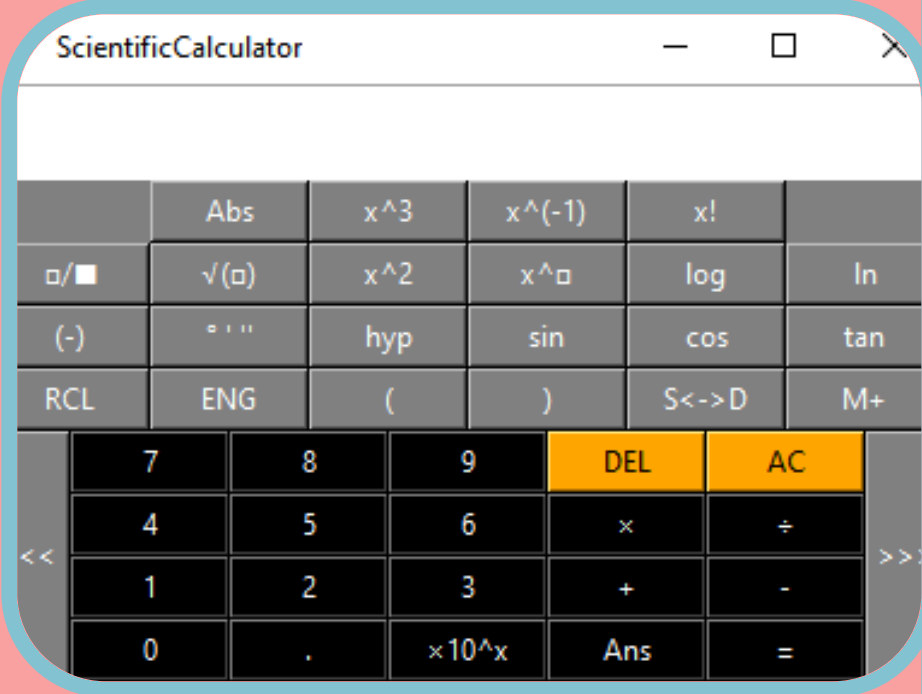 ScientificCalculator
Abs x^3 x^(-1) x!
▫/■ √(▫) x^2 x^▫ log ln
(-) ° ' " hyp sin cos tan
RCL ENG ( ) S<->D M+
7 8 9 DEL AC
4 5 6 × ÷
<< >>
1 2 3 + -
0 . ×10^x Ans =